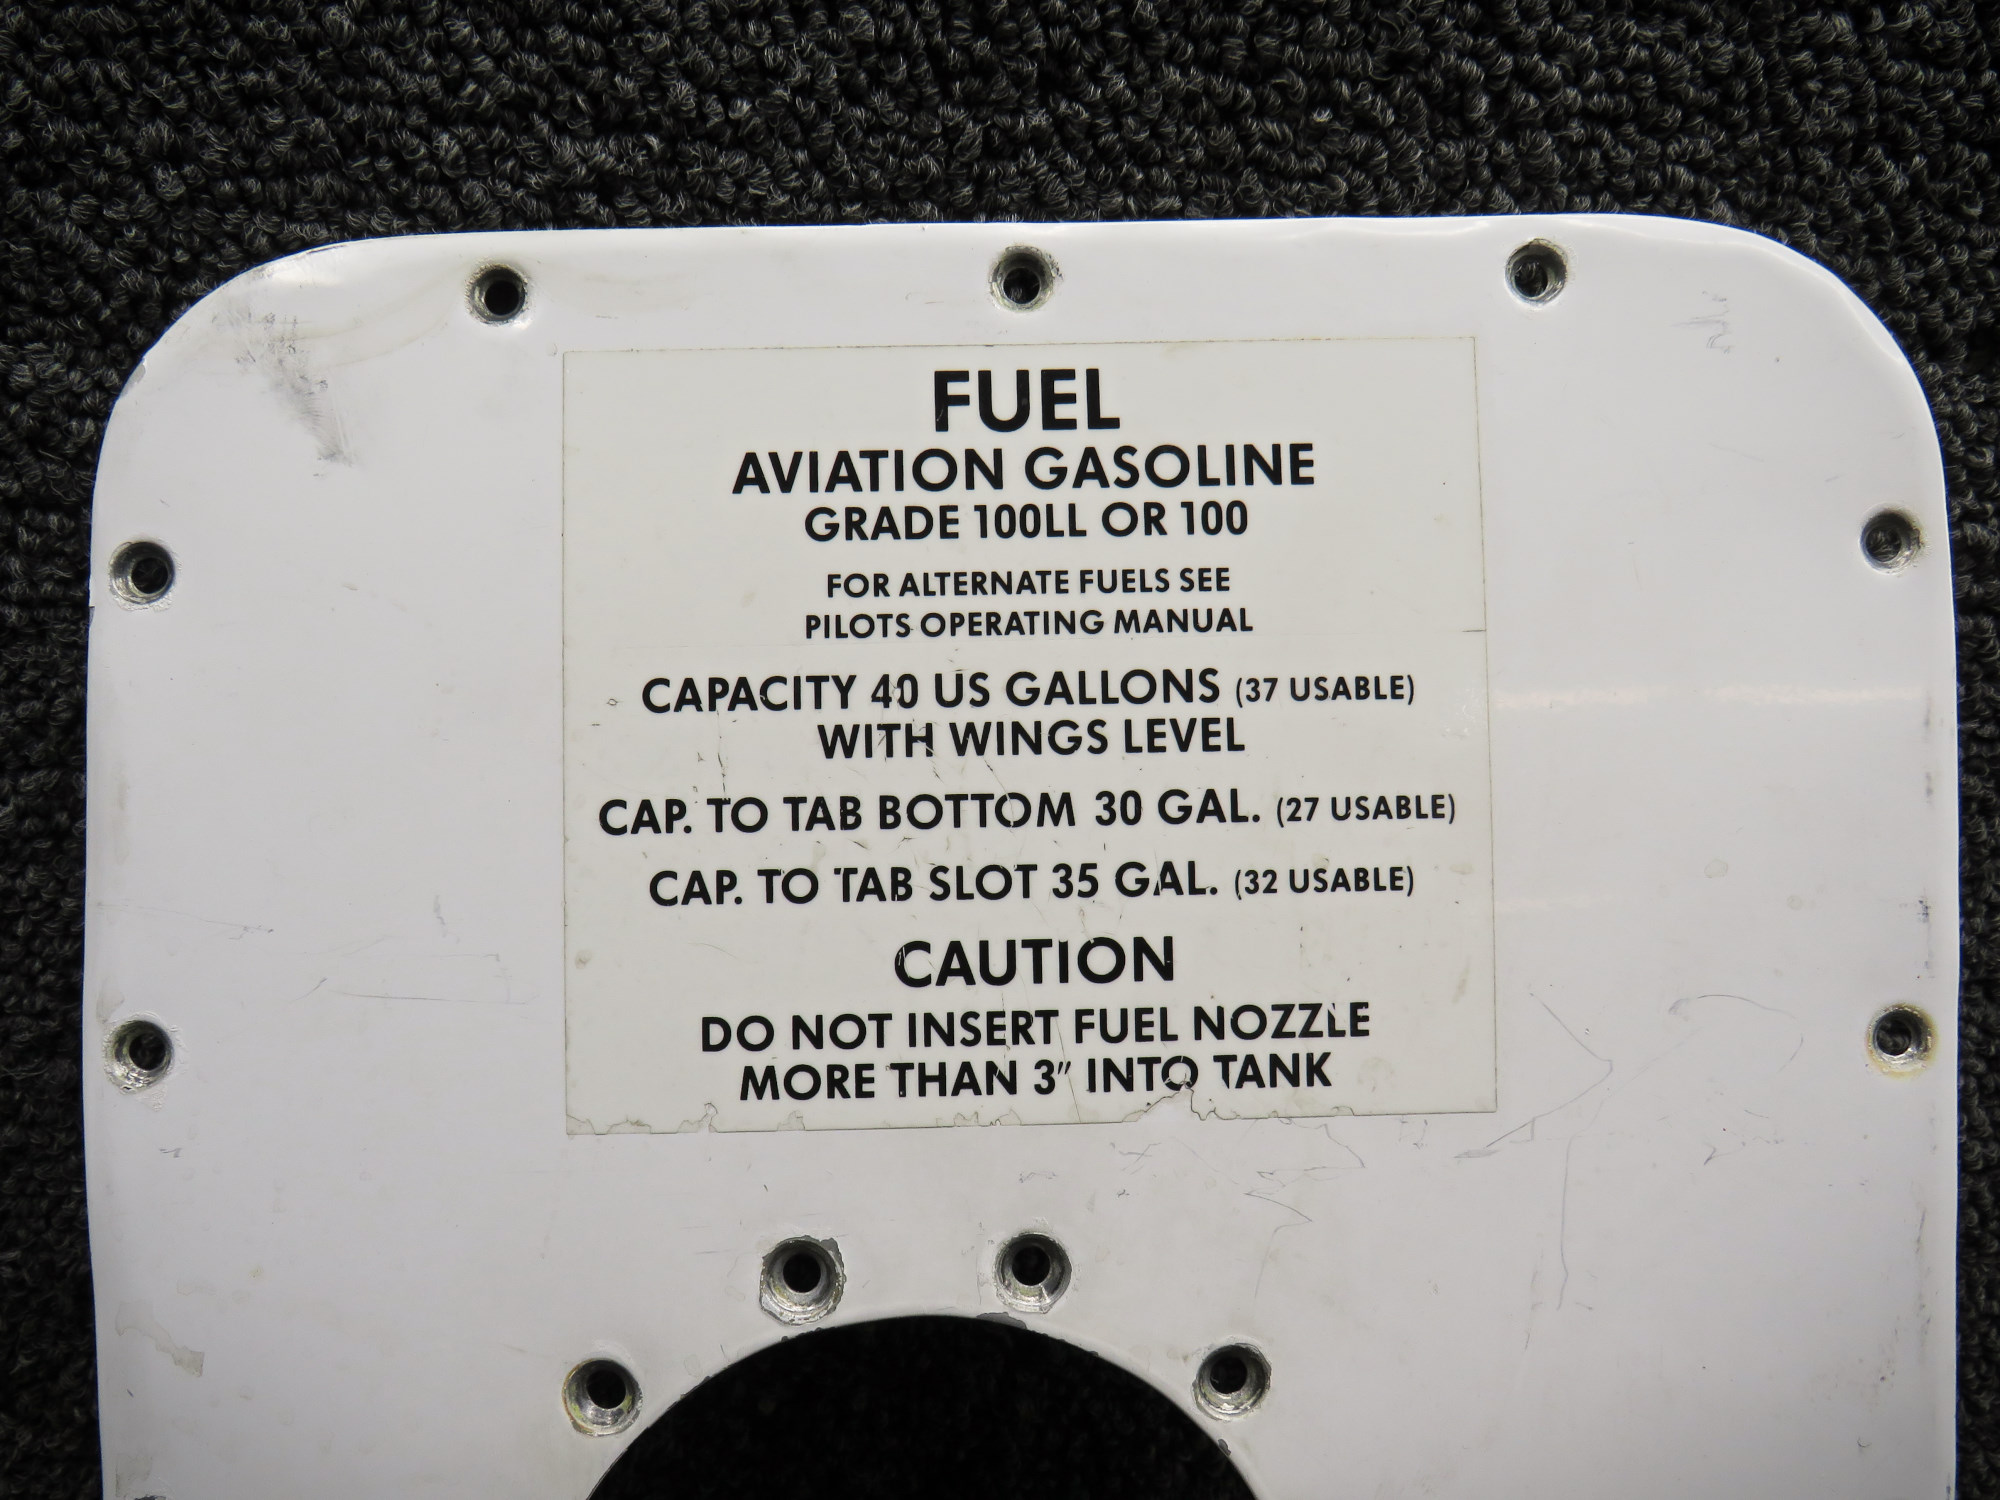 FUEL
AVIATION GASOLINE
GRADE 100LL OR 100
FOR ALTERNATE FUELS SEE
PILOTS OPERATING MANUAL
CAPACITY 40 US GALLONS (37 USABLE)
WITH WINGS LEVEL
CAP. TO TAB BOTTOM 30 GAL. (27 USABLE)
CAP. TO TAB SLOT 35 GAL. (32 USABLE)
CAUTION
DO NOT INSERT FUEL NOZZLE
MORE THAN 3" INTO TANK